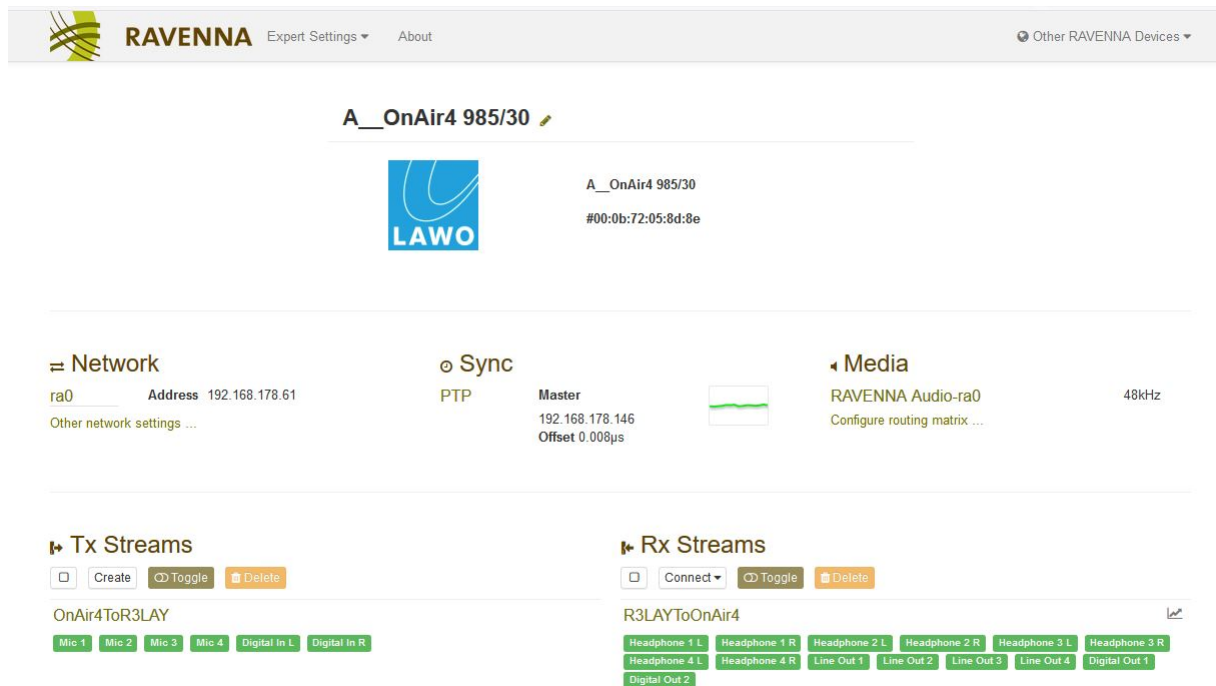 RAVENNA Expert Settings About Other RAVENNA Devices
A__OnAir4 985/30
LAWO
A__OnAir4 985/30
#00:0b:72:05:8d:8e
Network
ra0 Address 192.168.178.61
Other network settings ...
Sync
PTP Master
192.168.178.146
Offset 0.008µs
Media
RAVENNA Audio-ra0 48kHz
Configure routing matrix ...
Tx Streams
Create Toggle Delete
OnAir4ToR3LAY
Mic 1 Mic 2 Mic 3 Mic 4 Digital In L Digital In R
Rx Streams
Connect Toggle Delete
R3LAYToOnAir4
Headphone 1 L Headphone 1 R Headphone 2 L Headphone 2 R Headphone 3 L Headphone 3 R
Headphone 4 L Headphone 4 R Line Out 1 Line Out 2 Line Out 3 Line Out 4 Digital Out 1
Digital Out 2